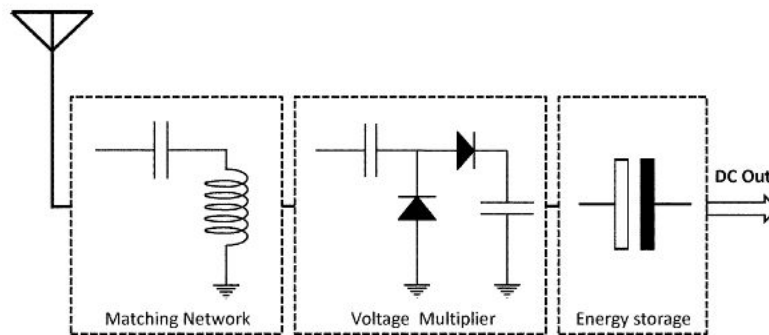 DC Out
Matching Network
Voltage Multiplier
Energy storage